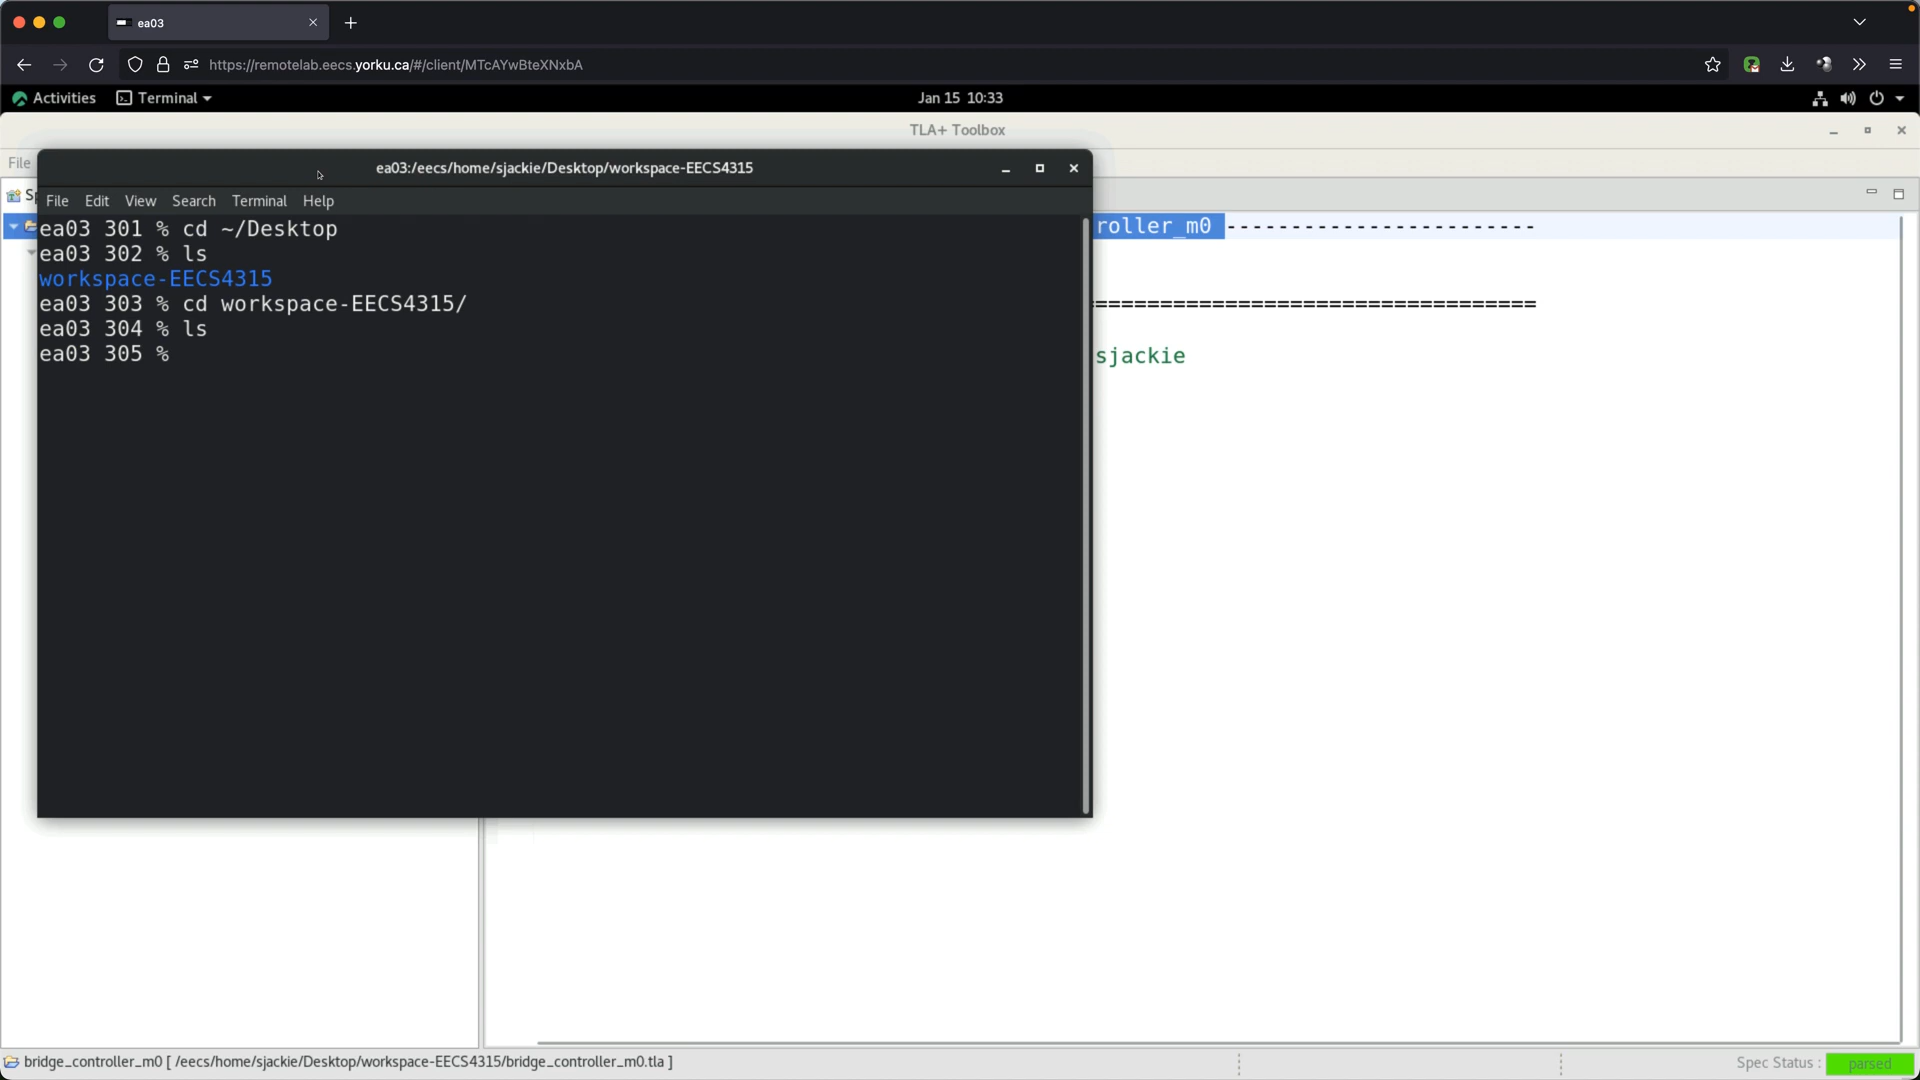 ea03
https://remotelab.eecs.yorku.ca/#/client/MTcAYwBteXNxbA
Activities
Terminal
Jan 15 10:33
TLA+ Toolbox
File
ea03:/eecs/home/sjackie/Desktop/workspace-EECS4315
File Edit View Search Terminal Help
ea03 301 % cd ~/Desktop
ea03 302 % ls
workspace-EECS4315
ea03 303 % cd workspace-EECS4315/
ea03 304 % ls
ea03 305 %
roller_m0 ------------------------
==================================
sjackie
bridge_controller_m0 [ /eecs/home/sjackie/Desktop/workspace-EECS4315/bridge_controller_m0.tla ]
Spec Status : parsed